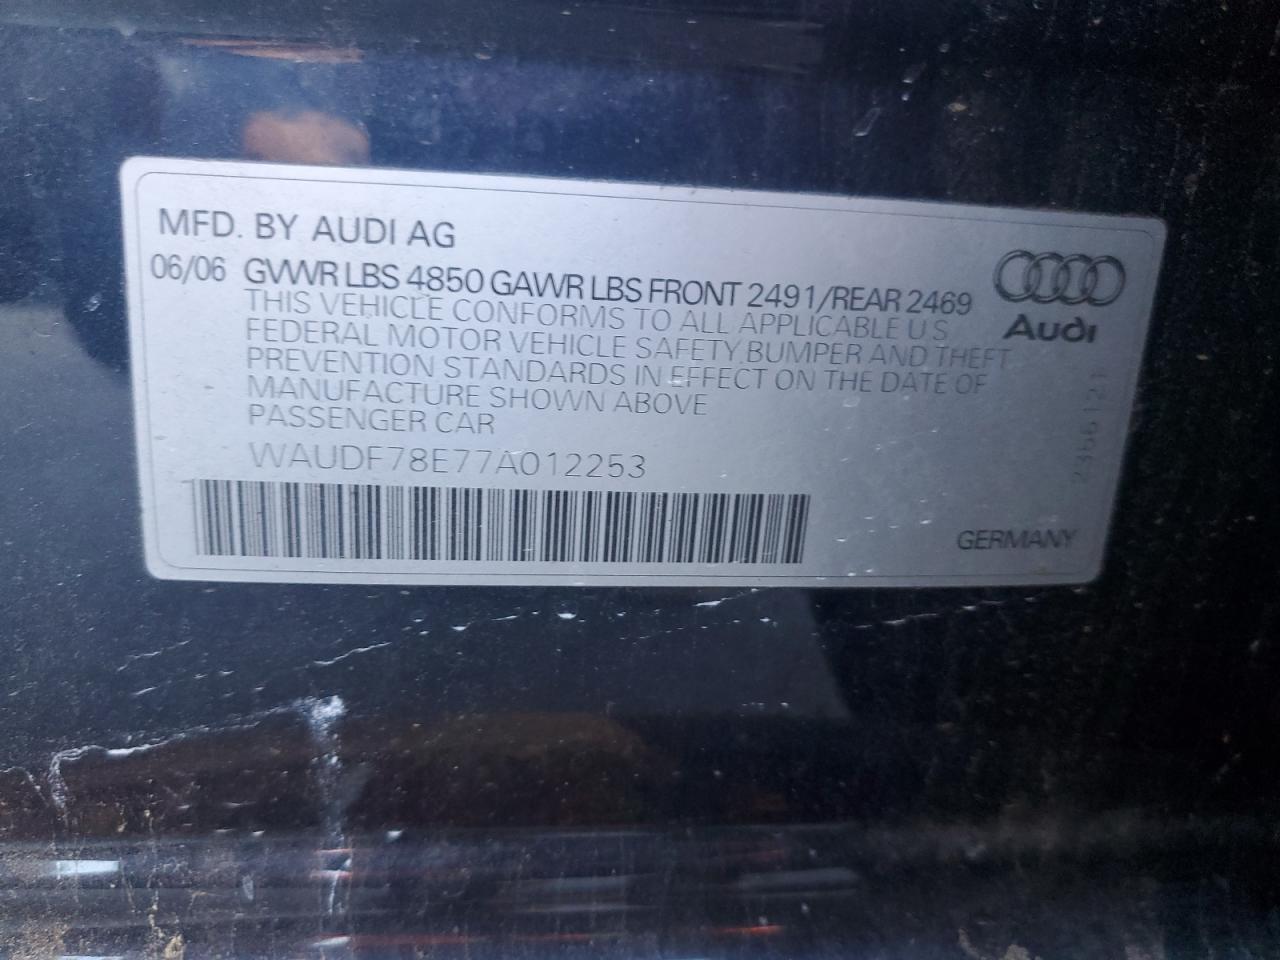 MFD. BY AUDI AG
06/06 GVWR LBS 4850 GAWR LBS FRONT 2491/REAR 2469
THIS VEHICLE CONFORMS TO ALL APPLICABLE U.S.
FEDERAL MOTOR VEHICLE SAFETY, BUMPER AND THEFT
PREVENTION STANDARDS IN EFFECT ON THE DATE OF
MANUFACTURE SHOWN ABOVE
PASSENGER CAR
WAUDF78E77A012253
Audi
GERMANY